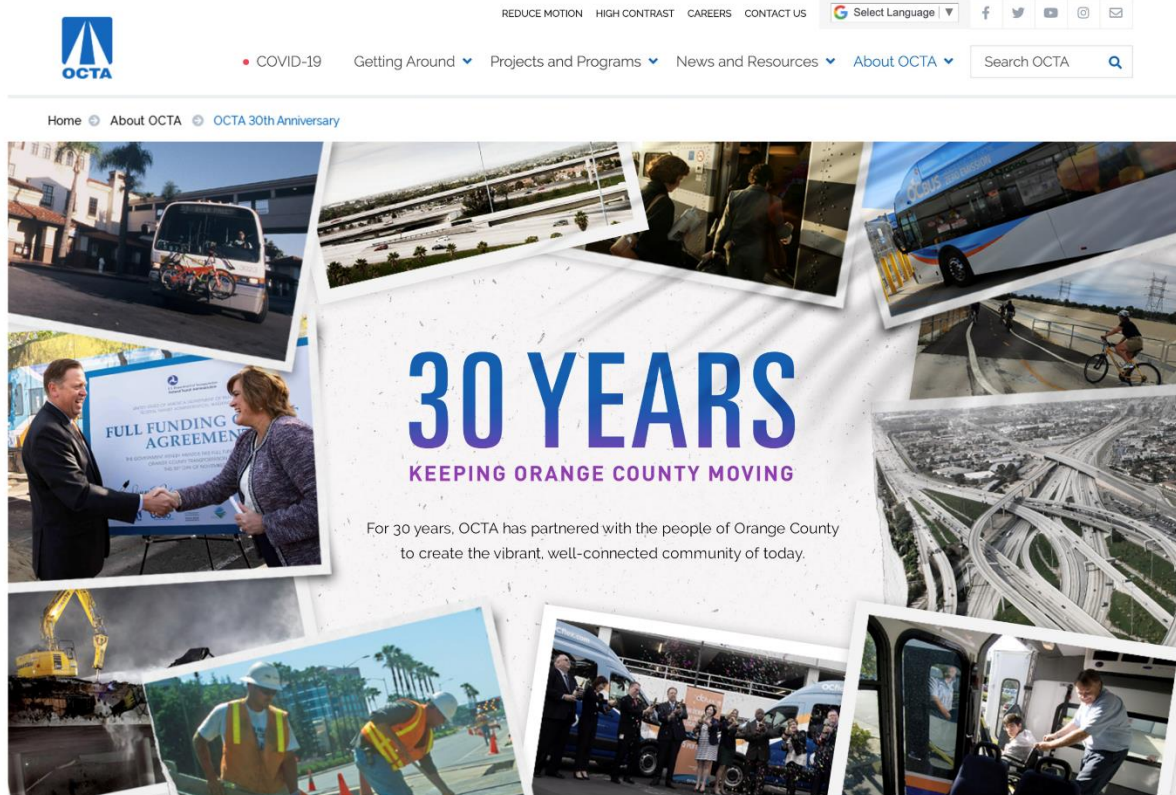 REDUCE MOTION HIGH CONTRAST CAREERS CONTACT US Select Language ▼
OCTA
COVID-19 Getting Around Projects and Programs News and Resources About OCTA Search OCTA
Home About OCTA OCTA 30th Anniversary
OCBUS
30 YEARS
KEEPING ORANGE COUNTY MOVING
FULL FUNDING
AGREEMENT
For 30 years, OCTA has partnered with the people of Orange County
to create the vibrant, well-connected community of today.